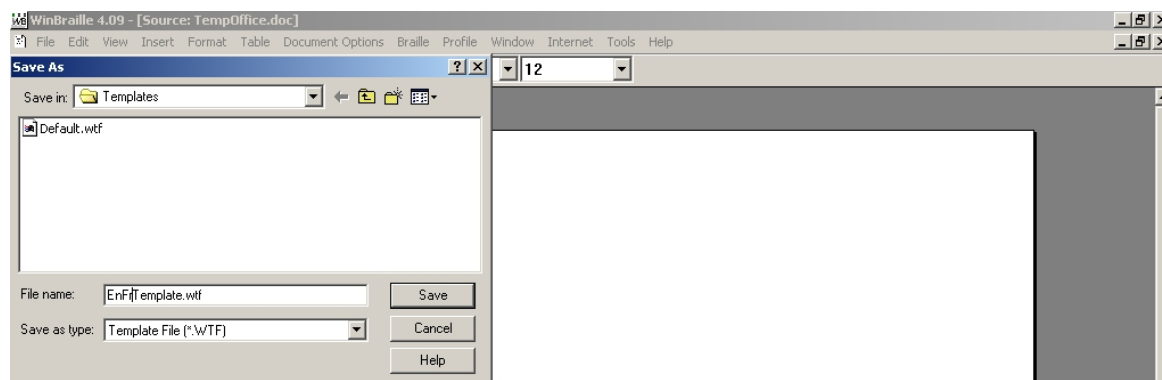 WinBraille 4.09 - [Source: TempOffice.doc]
File Edit View Insert Format Table Document Options Braille Profile Window Internet Tools Help
Save As
12
Save in: Templates
Default.wtf
File name: EnFrTemplate.wtf Save
Save as type: Template File (*.WTF) Cancel
Help